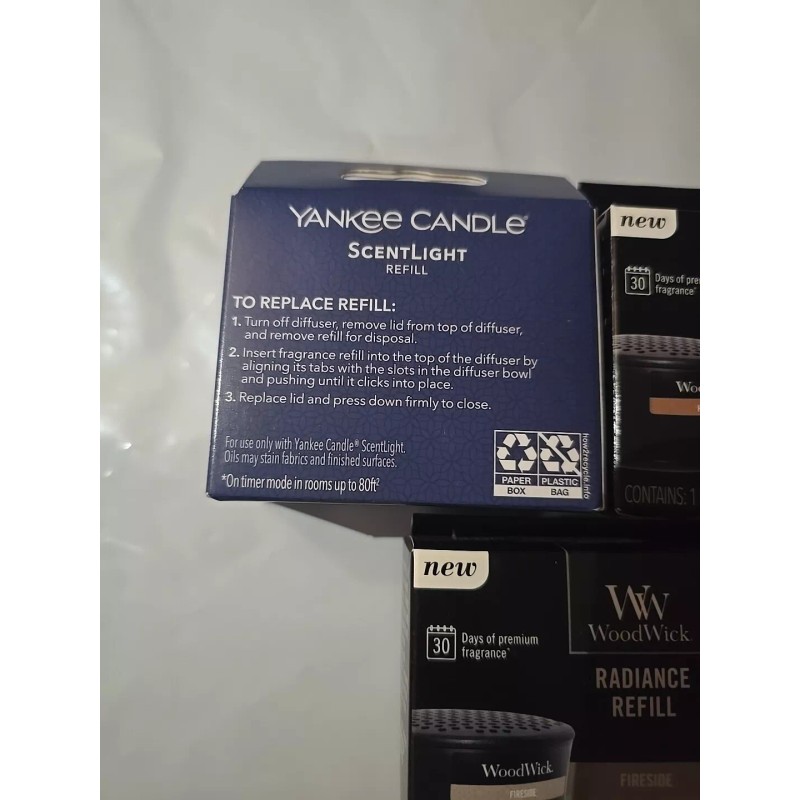 YANKEE CANDLE®
SCENTLIGHT
REFILL
TO REPLACE REFILL:
1. Turn off diffuser, remove lid from top of diffuser,
and remove refill for disposal.
2. Insert fragrance refill into the top of the diffuser by
aligning its tabs with the slots in the diffuser bowl
and pushing until it clicks into place.
3. Replace lid and press down firmly to close.
For use only with Yankee Candle® ScentLight.
Oils may stain fabrics and finished surfaces.
*On timer mode in rooms up to 80ft²
PAPER
BOX
PLASTIC
BAG
how2recycle.info
new
30
Days of
fragrance*
CONTAINS: 1
new
30
Days of premium
fragrance*
WW
WoodWick
RADIANCE
REFILL
WoodWick
FIRESIDE
FIRESIDE